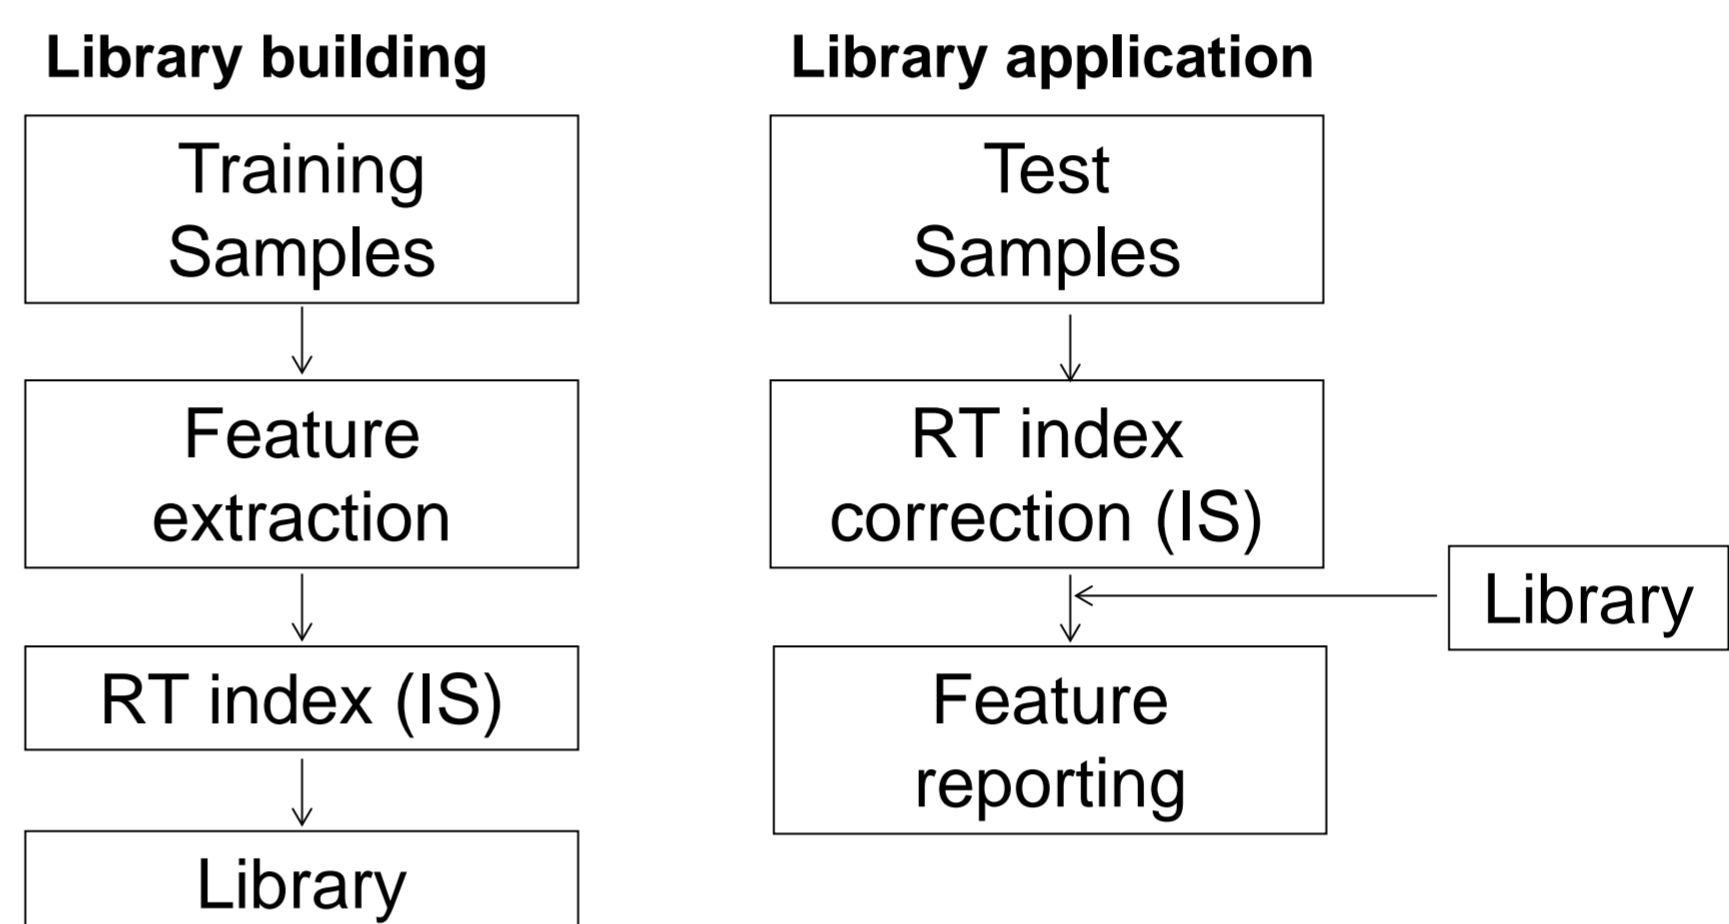 Library building
Training
Samples
Feature
extraction
RT index (IS)
Library
Library application
Test
Samples
RT index
correction (IS)
Library
Feature
reporting